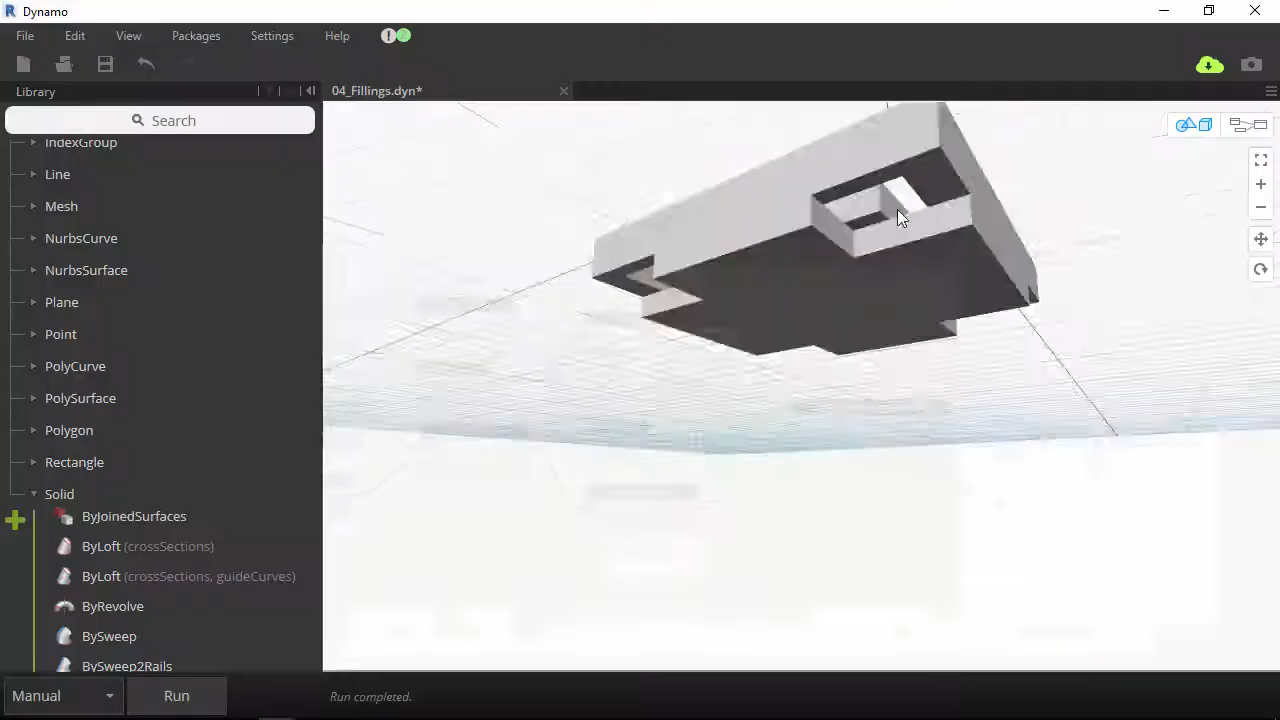 Dynamo
File Edit View Packages Settings Help
Library
04_Fillings.dyn*
Search
IndexGroup
Line
Mesh
NurbsCurve
NurbsSurface
Plane
Point
PolyCurve
PolySurface
Polygon
Rectangle
Solid
ByJoinedSurfaces
ByLoft (crossSections)
ByLoft (crossSections, guideCurves)
ByRevolve
BySweep
BySweep2Rails
Manual
Run
Run completed.